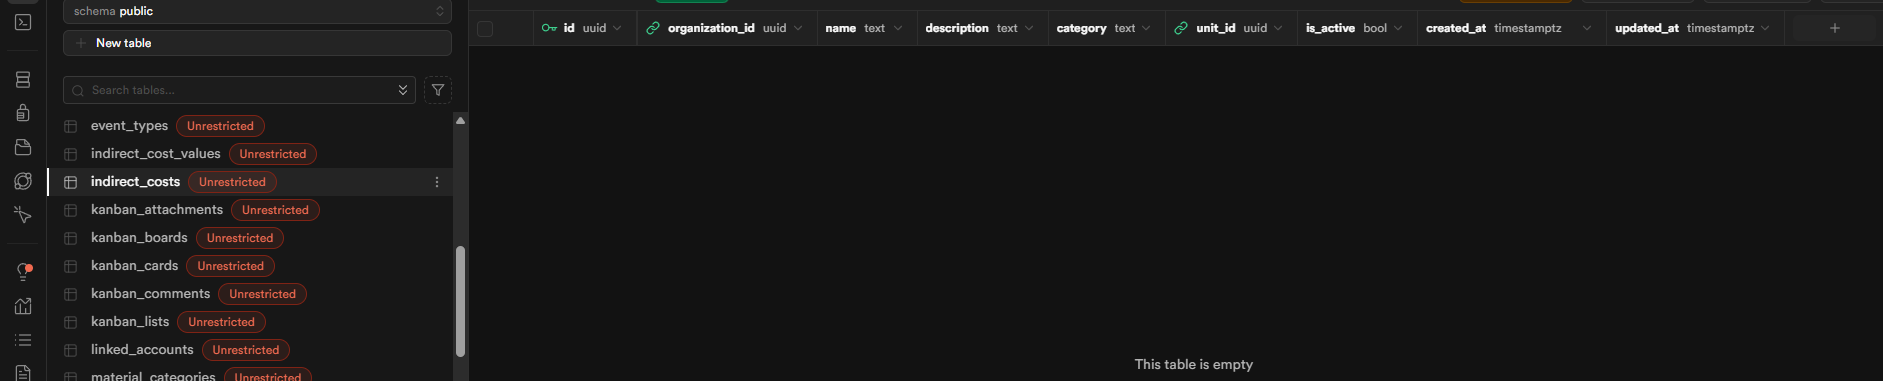 schema public
New table
Search tables...
event_types Unrestricted
indirect_cost_values Unrestricted
indirect_costs Unrestricted
kanban_attachments Unrestricted
kanban_boards Unrestricted
kanban_cards Unrestricted
kanban_comments Unrestricted
kanban_lists Unrestricted
linked_accounts Unrestricted
material_categories Unrestricted
id uuid organization_id uuid name text description text category text unit_id uuid is_active bool created_at timestamptz updated_at timestamptz
This table is empty